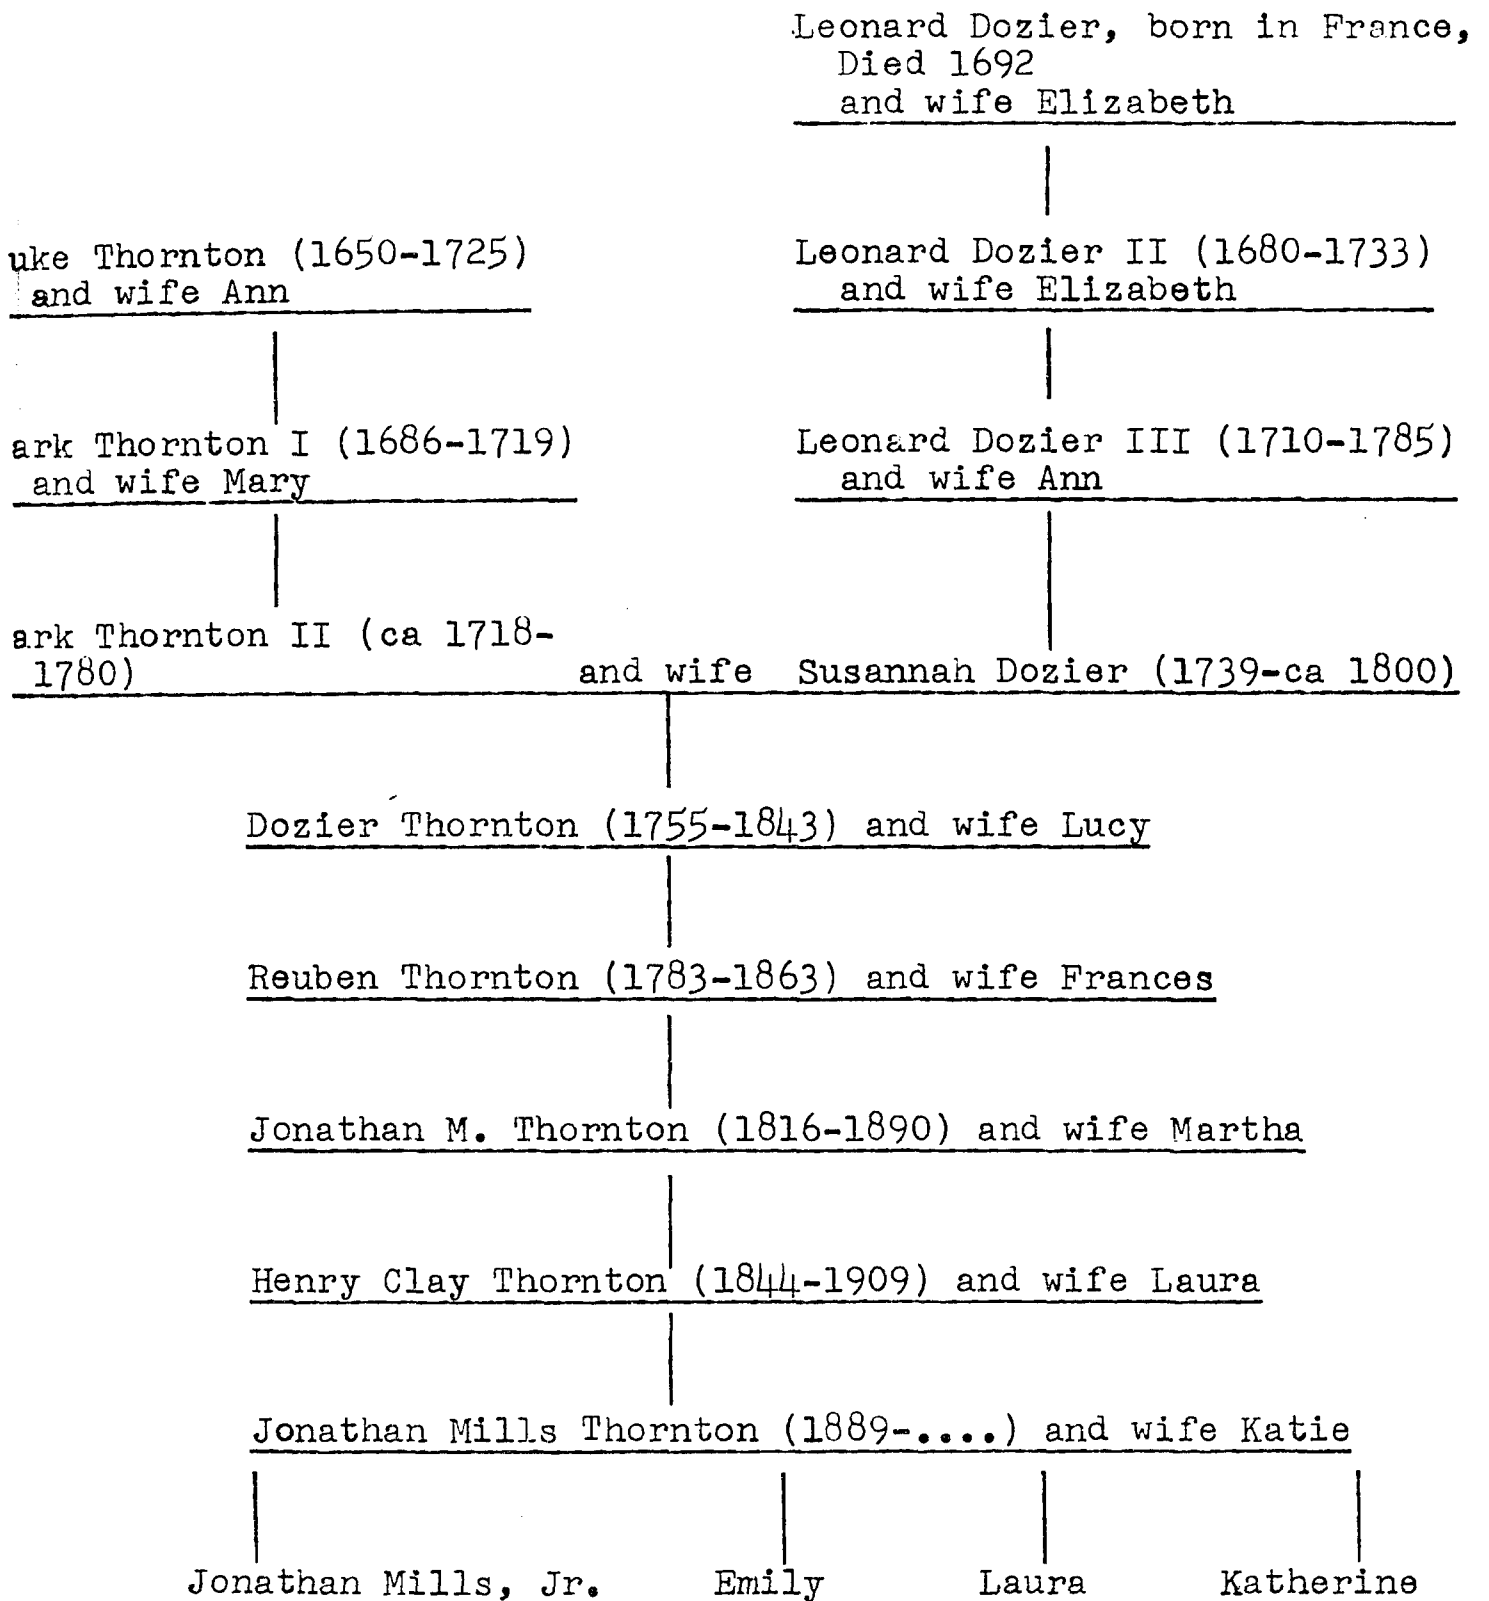 Leonard Dozier, born in France,
Died 1692
and wife Elizabeth
uke Thornton (1650-1725)
and wife Ann
Leonard Dozier II (1680-1733)
and wife Elizabeth
ark Thornton I (1686-1719)
and wife Mary
Leonard Dozier III (1710-1785)
and wife Ann
ark Thornton II (ca 1718-
1780)
and wife Susannah Dozier (1739-ca 1800)
Dozier Thornton (1755-1843) and wife Lucy
Reuben Thornton (1783-1863) and wife Frances
Jonathan M. Thornton (1816-1890) and wife Martha
Henry Clay Thornton (1844-1909) and wife Laura
Jonathan Mills Thornton (1889-....) and wife Katie
Jonathan Mills, Jr. Emily Laura Katherine